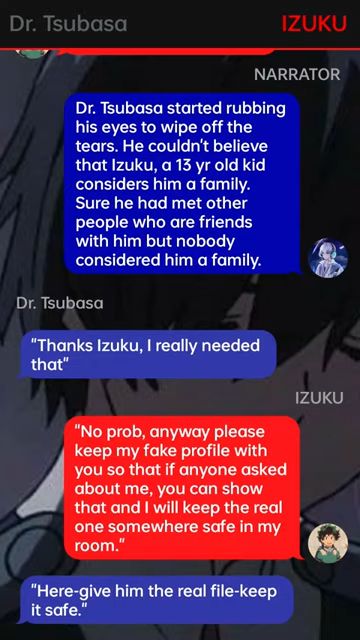 Dr. Tsubasa IZUKU
NARRATOR
Dr. Tsubasa started rubbing
his eyes to wipe off the
tears. He couldn't believe
that Izuku, a 13 yr old kid
considers him a family.
Sure he had met other
people who are friends
with him but nobody
considered him a family.
Dr. Tsubasa
"Thanks Izuku, I really needed
that"
IZUKU
"No prob, anyway please
keep my fake profile with
you so that if anyone asked
about me, you can show
that and I will keep the real
one somewhere safe in my
room."
"Here-give him the real file-keep
it safe."